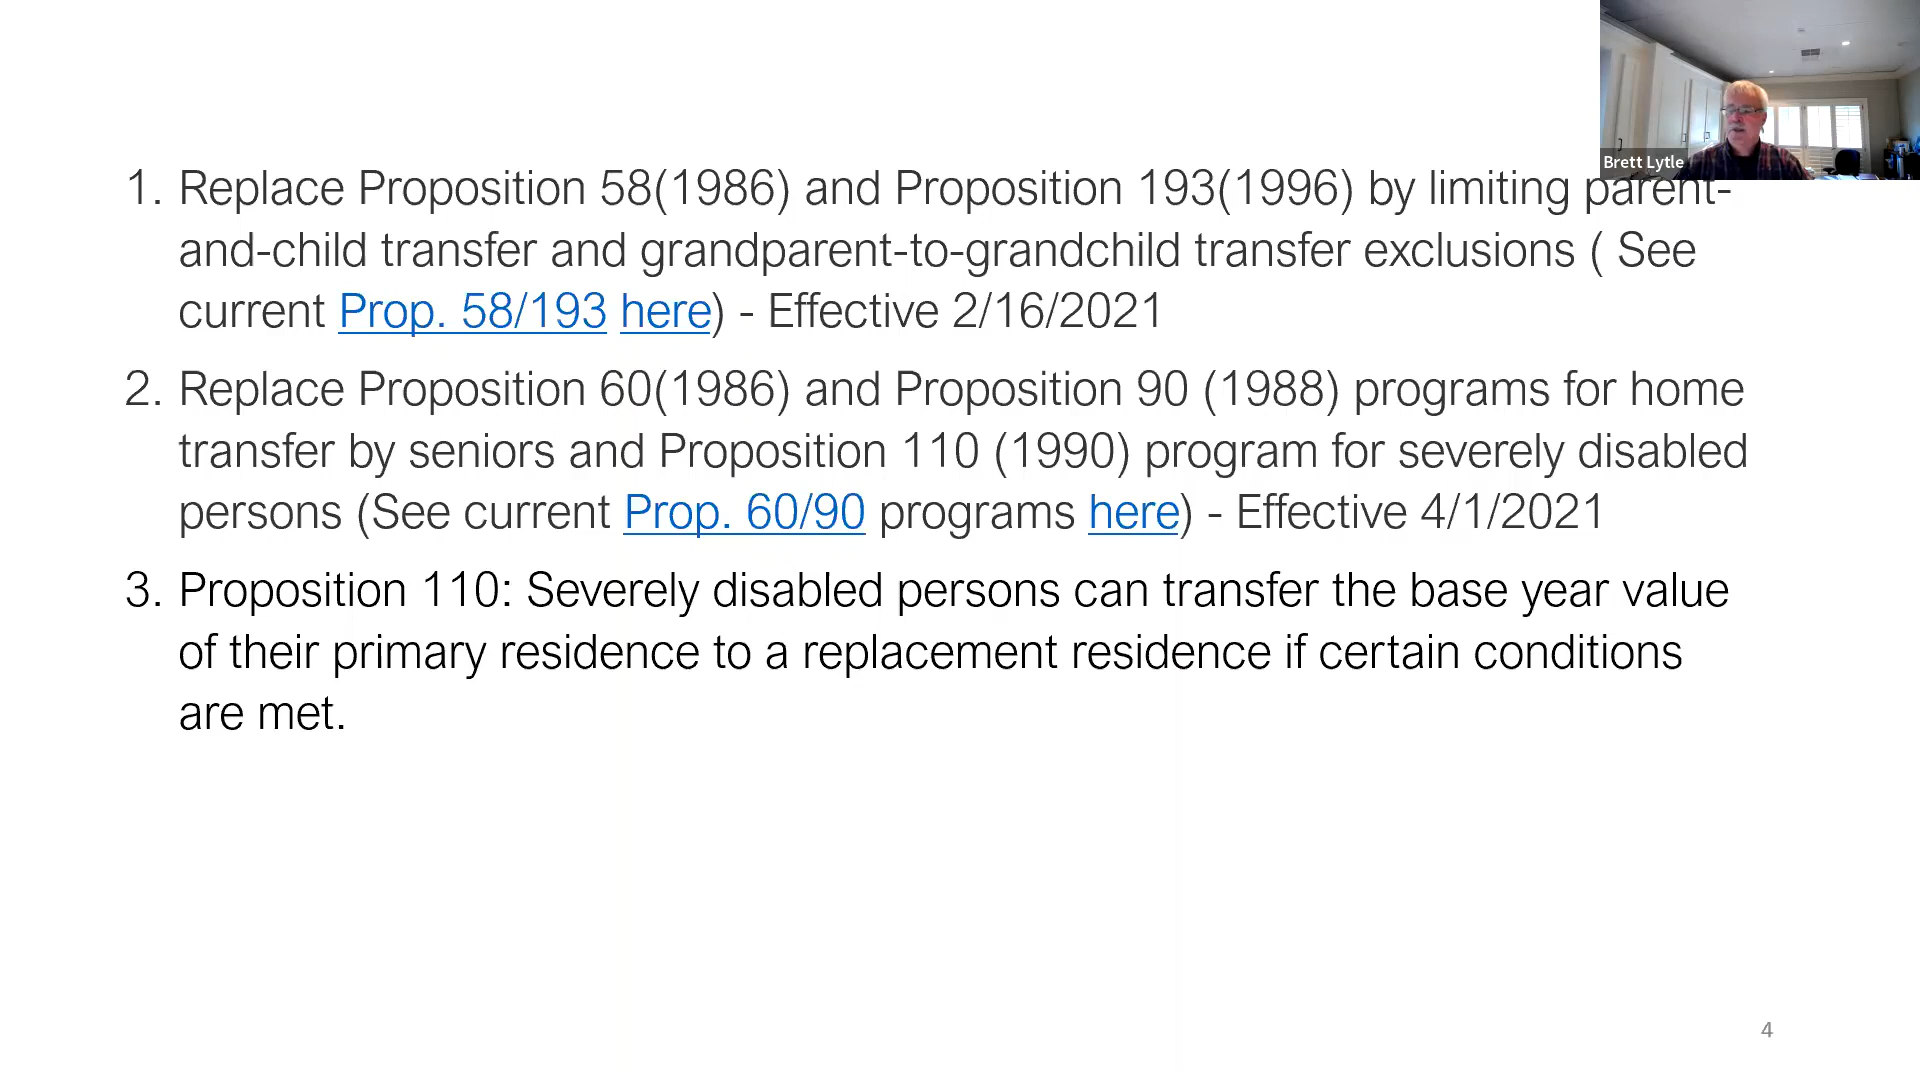 Brett Lytle
1. Replace Proposition 58(1986) and Proposition 193(1996) by limiting parent-
and-child transfer and grandparent-to-grandchild transfer exclusions ( See
current Prop. 58/193 here) - Effective 2/16/2021
2. Replace Proposition 60(1986) and Proposition 90 (1988) programs for home
transfer by seniors and Proposition 110 (1990) program for severely disabled
persons (See current Prop. 60/90 programs here) - Effective 4/1/2021
3. Proposition 110: Severely disabled persons can transfer the base year value
of their primary residence to a replacement residence if certain conditions
are met.
4